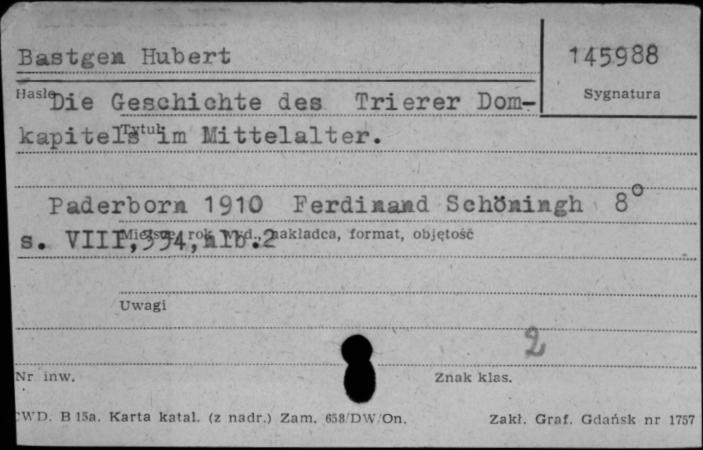 Bastgen Hubert 145988
Hasło Sygnatura
Die Geschichte des Trierer Dom-
Tytuł
kapitels im Mittelalter.
Paderborn 1910 Ferdinand Schöningh 8°
Miejsce, rok wyd., nakładca, format, objętość
s. VIII, 334, nlb.2
Uwagi
2
Nr inw. Znak klas.
CWD. B 15a. Karta katal. (z nadr.) Zam. 658/DW/On. Zakł. Graf. Gdańsk nr 1757